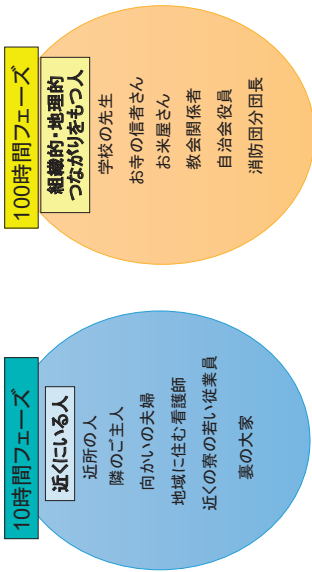 10時間フェーズ
近くにいる人
近所の人
隣のご主人
向かいの夫婦
地域に住む看護師
近くの寮の若い従業員
裏の大家
100時間フェーズ
組織的・地理的
つながりをもつ人
学校の先生
お寺の信者さん
お米屋さん
教会関係者
自治会役員
消防団分団長